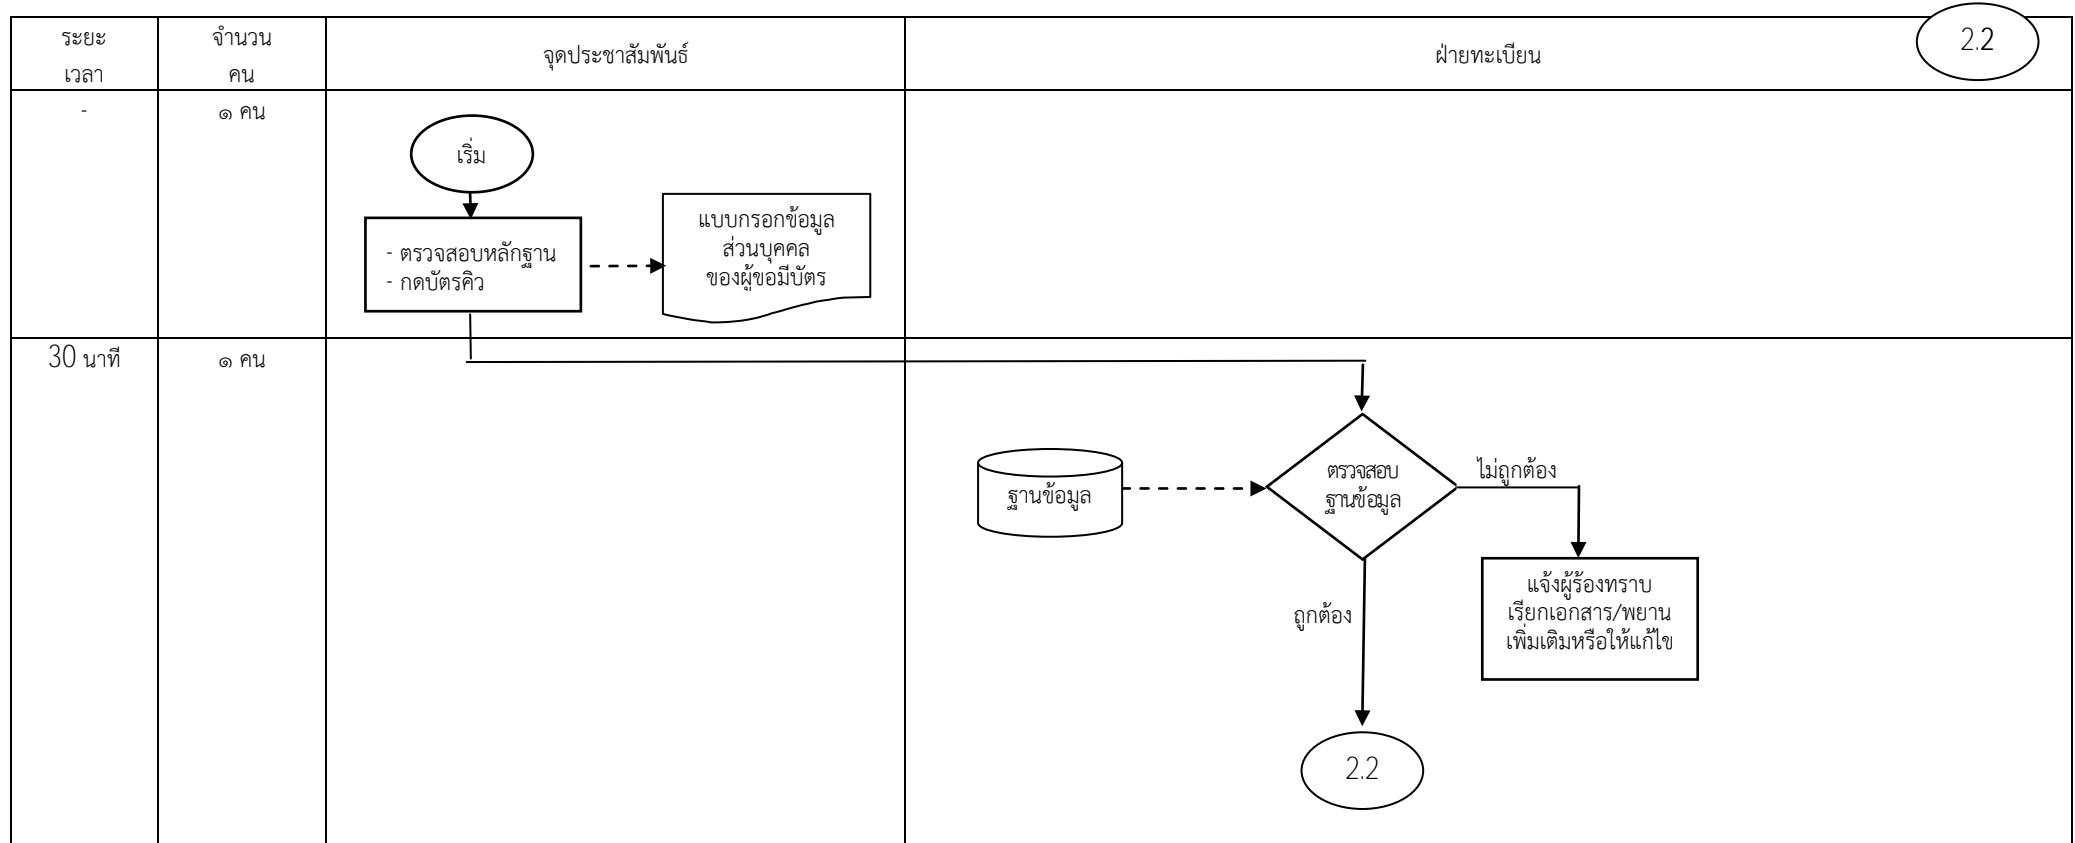 ระยะ
เวลา
จำนวน
คน
จุดประชาสัมพันธ์
ฝ่ายทะเบียน
2.2
-
๑ คน
เริ่ม
- ตรวจสอบหลักฐาน
- กดบัตรคิว
แบบกรอกข้อมูล
ส่วนบุคคล
ของผู้ขอมีบัตร
30 นาที
๑ คน
ฐานข้อมูล
ตรวจสอบ
ฐานข้อมูล
ไม่ถูกต้อง
แจ้งผู้ร้องทราบ
เรียกเอกสาร/พยาน
เพิ่มเติมหรือให้แก้ไข
ถูกต้อง
2.2